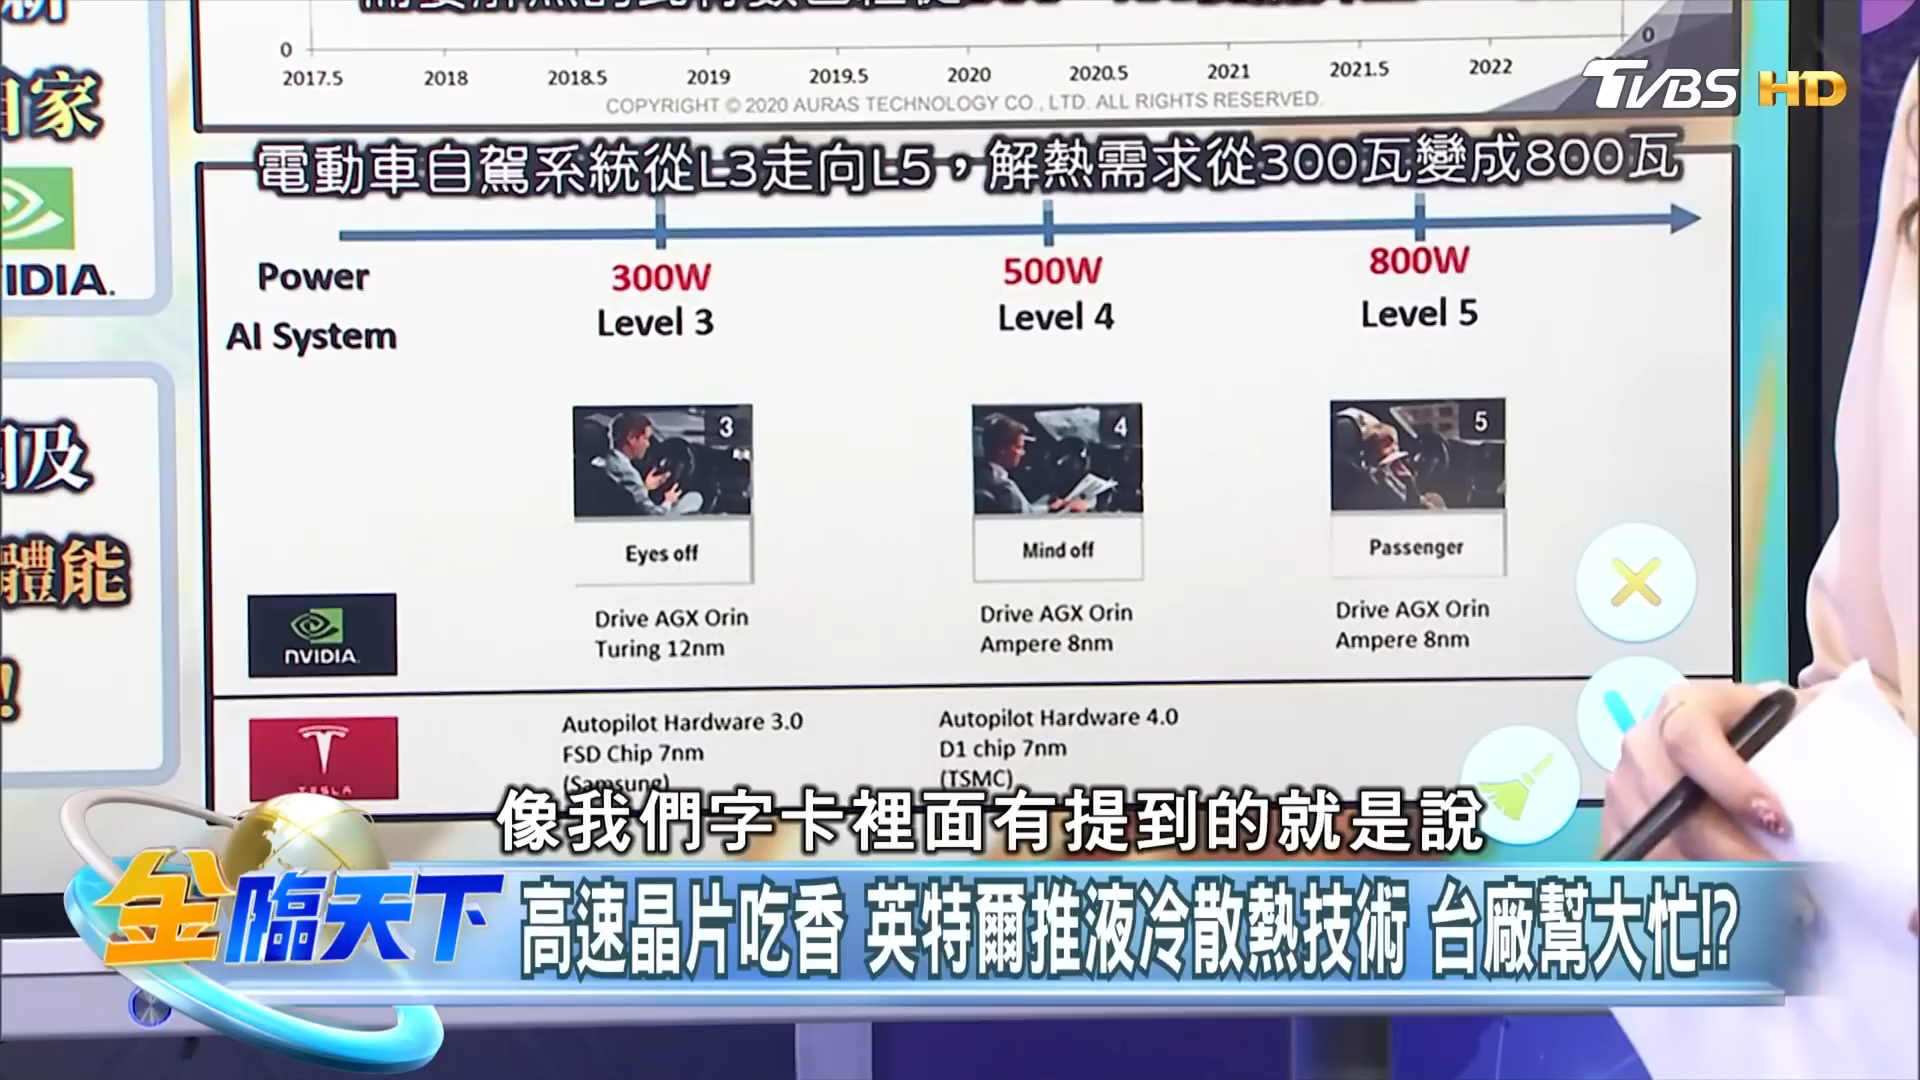 0
0
2017.5 2018 2018.5 2019 2019.5 2020 2020.5 2021 2021.5 2022
COPYRIGHT © 2020 AURAS TECHNOLOGY CO., LTD. ALL RIGHTS RESERVED.
TVBS HD
自家
電動車自駕系統從L3走向L5，解熱需求從300瓦變成800瓦
IDIA.
Power 300W 500W 800W
AI System Level 3 Level 4 Level 5
3 4 5
及
體能
!
Eyes off Mind off Passenger
NVIDIA.
Drive AGX Orin
Turing 12nm
Drive AGX Orin
Ampere 8nm
Drive AGX Orin
Ampere 8nm
TESLA
Autopilot Hardware 3.0
FSD Chip 7nm
(Samsung)
Autopilot Hardware 4.0
D1 chip 7nm
(TSMC)
像我們字卡裡面有提到的就是說
金臨天下
高速晶片吃香 英特爾推液冷散熱技術 台廠幫大忙!?